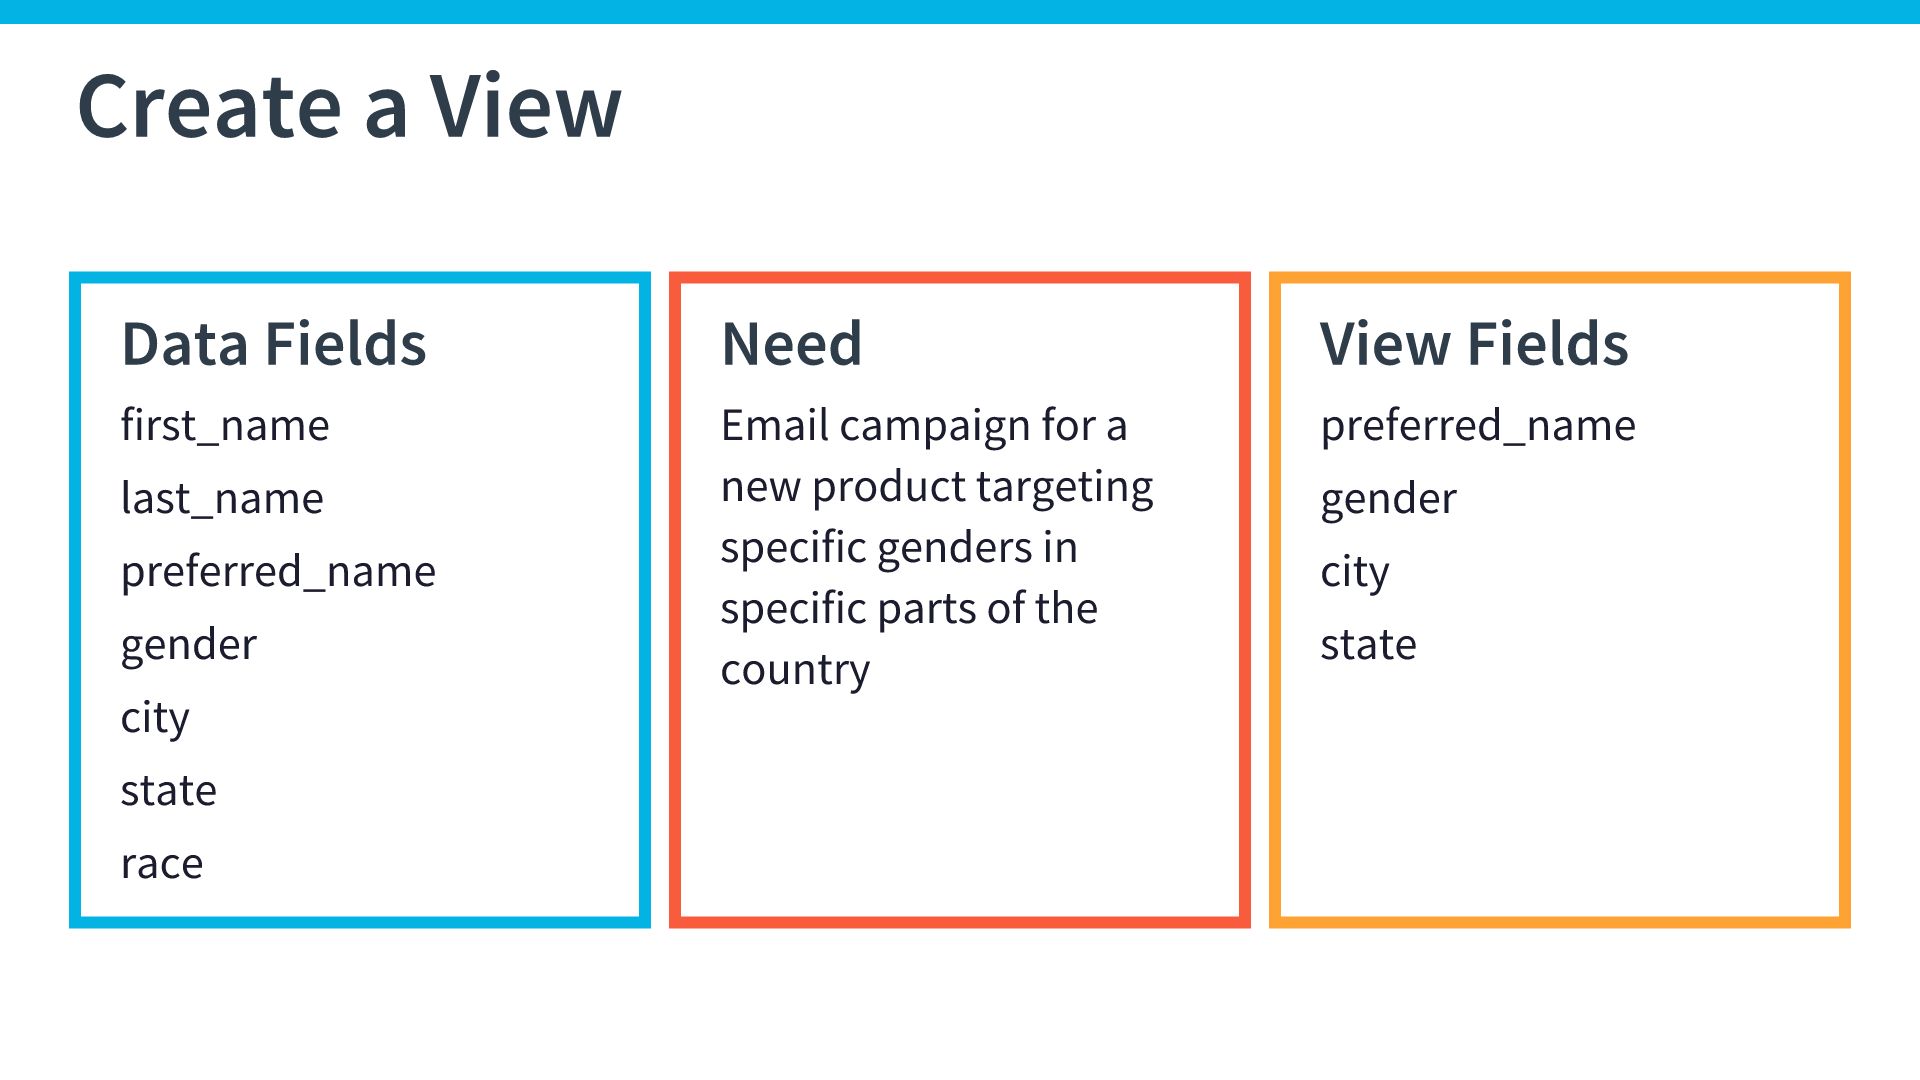 Create a View
Data Fields
first_name
last_name
preferred_name
gender
city
state
race
Need
Email campaign for a
new product targeting
specific genders in
specific parts of the
country
View Fields
preferred_name
gender
city
state